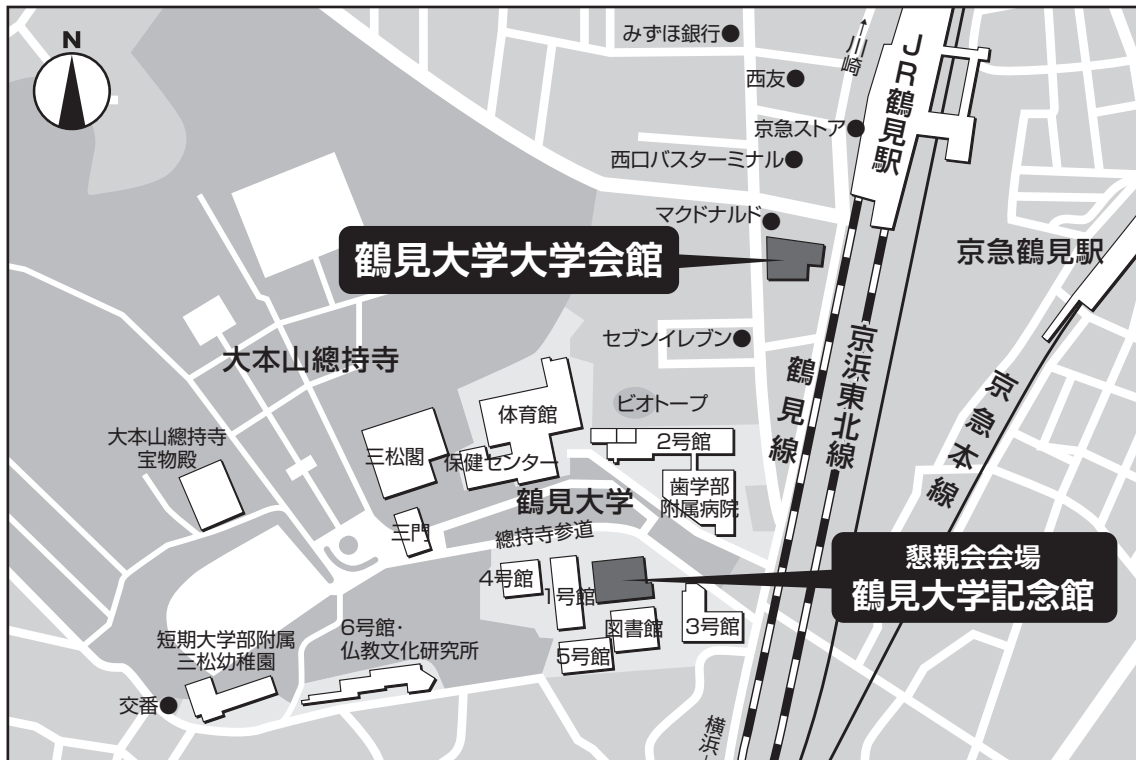 N
みずほ銀行
↑川崎
西友
JR鶴見駅
京急ストア
西口バスターミナル
マクドナルド
鶴見大学大学会館
京急鶴見駅
セブンイレブン
大本山總持寺
鶴見線
京浜東北線
京急本線
ビオトープ
体育館
2号館
大本山總持寺
宝物殿
三松閣
保健センター
歯学部
附属病院
鶴見大学
三門
總持寺参道
懇親会会場
鶴見大学記念館
4号館
1号館
図書館
3号館
5号館
6号館・
仏教文化研究所
短期大学部附属
三松幼稚園
交番
横浜